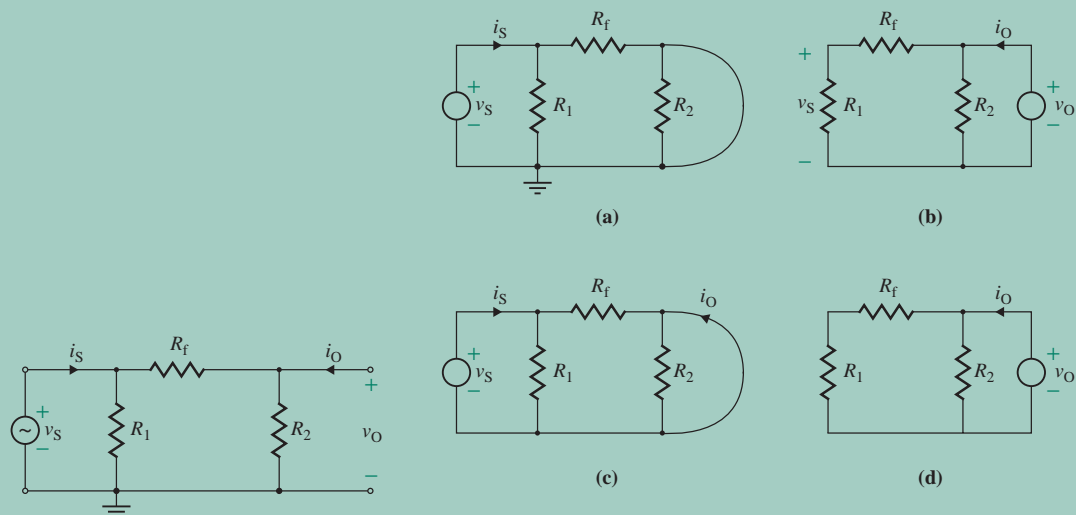 i_S R_f
+ v_S − R_1 R_2
(a)
R_f i_O
+ v_S − R_1 R_2 + v_O −
(b)
i_S R_f i_O
+ v_S − R_1 R_2
(c)
R_f i_O
R_1 R_2 + v_O −
(d)
i_S R_f i_O
~ + v_S − R_1 R_2 + v_O −